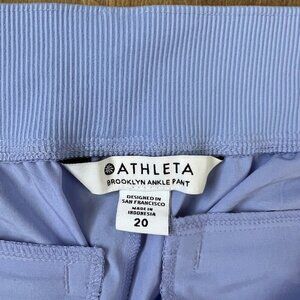 ATHLETA
BROOKLYN ANKLE PANT
DESIGNED IN
SAN FRANCISCO
MADE IN
INDONESIA
20